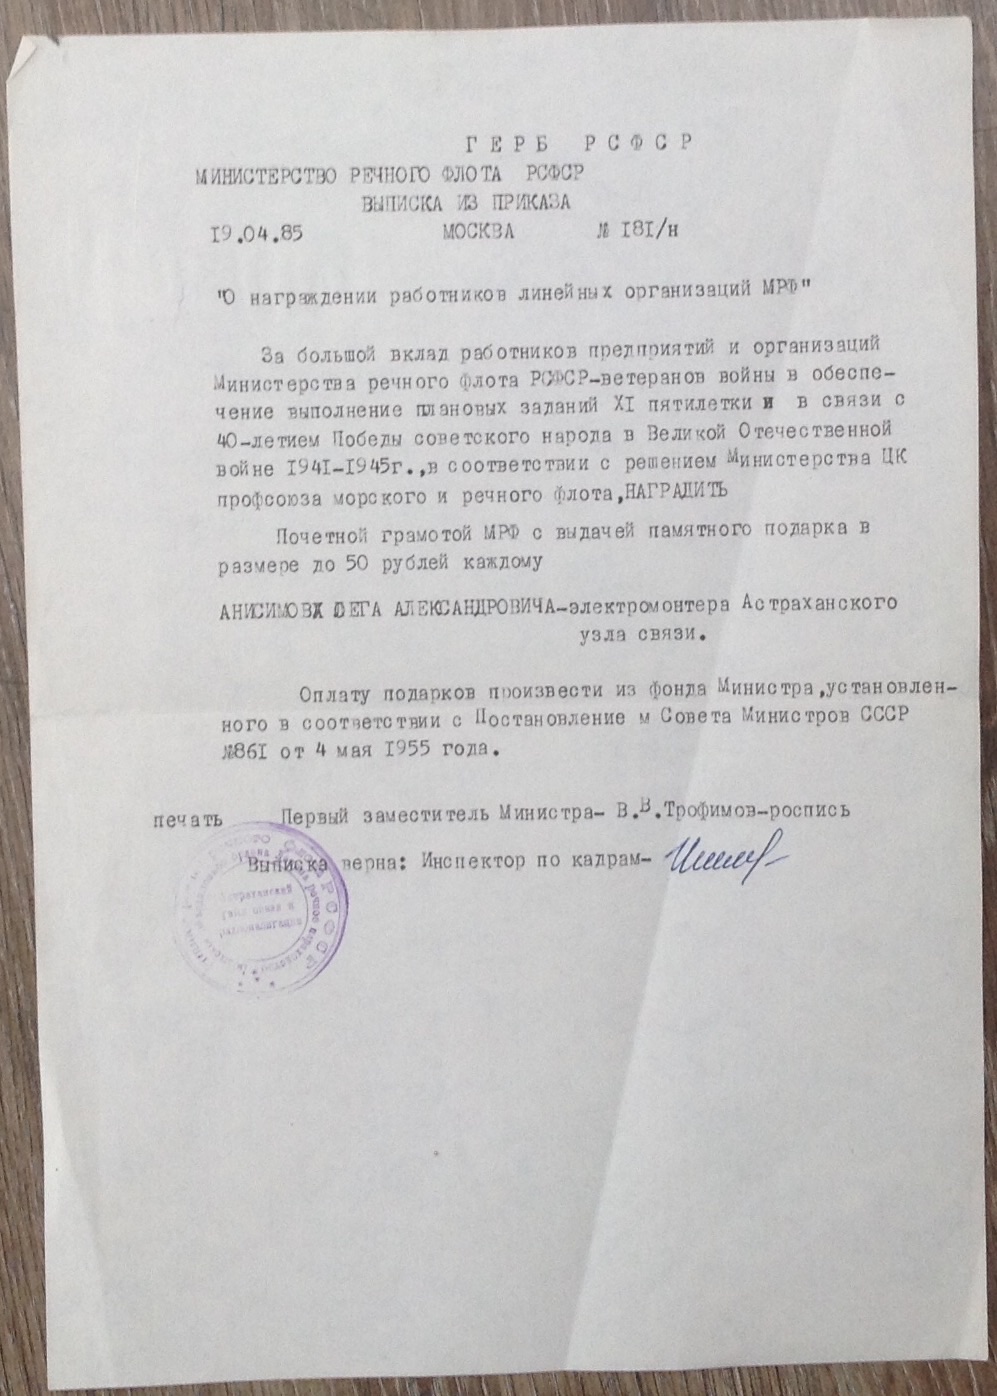 ГЕРБ РСФСР
МИНИСТЕРСТВО РЕЧНОГО ФЛОТА РСФСР
ВЫПИСКА ИЗ ПРИКАЗА
19.04.85 МОСКВА № 181/н
"О награждении работников линейных организаций МРФ"
За большой вклад работников предприятий и организаций
Министерства речного флота РСФСР-ветеранов войны в обеспе-
чение выполнение плановых заданий XI пятилетки и в связи с
40-летием Победы советского народа в Великой Отечественной
войне 1941-1945г.,в соответствии с решением Министерства ЦК
профсоюза морского и речного флота,НАГРАДИТЬ
Почетной грамотой МРФ с выдачей памятного подарка в
размере до 50 рублей каждому
АЛЕКСАНДРОВИЧА-электромонтера Астраханского
узла связи.
Оплату подарков произвести из фонда Министра,установлен-
ного в соответствии с Постановление м Совета Министров СССР
№861 от 4 мая 1955 года.
печать Первый заместитель Министра- В.В.Трофимов-роспись
Выписка верна: Инспектор по кадрам-